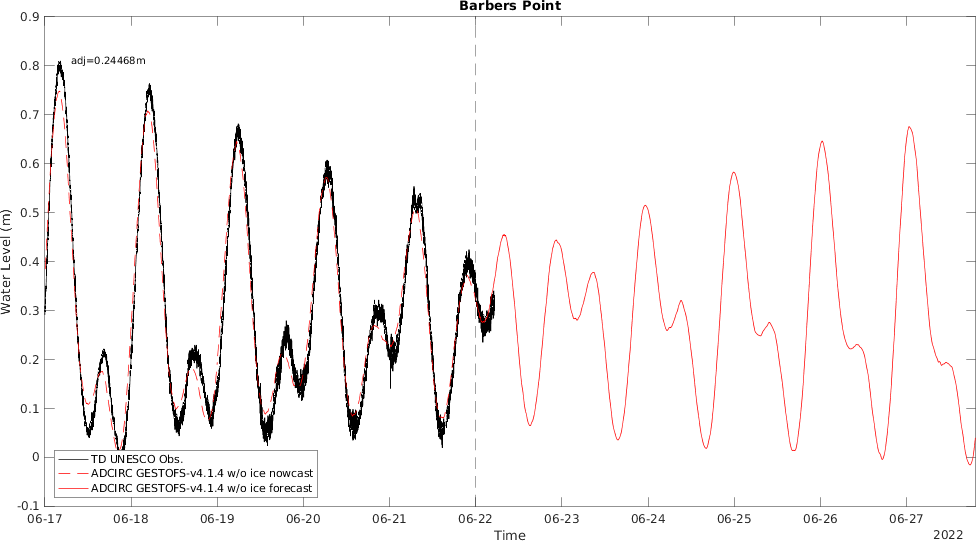 Barbers Point
0.9
0.8
0.7
0.6
0.5
0.4
0.3
0.2
0.1
0
-0.1
Water Level (m)
adj=0.24468m
TD UNESCO Obs.
ADCIRC GESTOFS-v4.1.4 w/o ice nowcast
ADCIRC GESTOFS-v4.1.4 w/o ice forecast
06-17 06-18 06-19 06-20 06-21 06-22 06-23 06-24 06-25 06-26 06-27
Time
2022